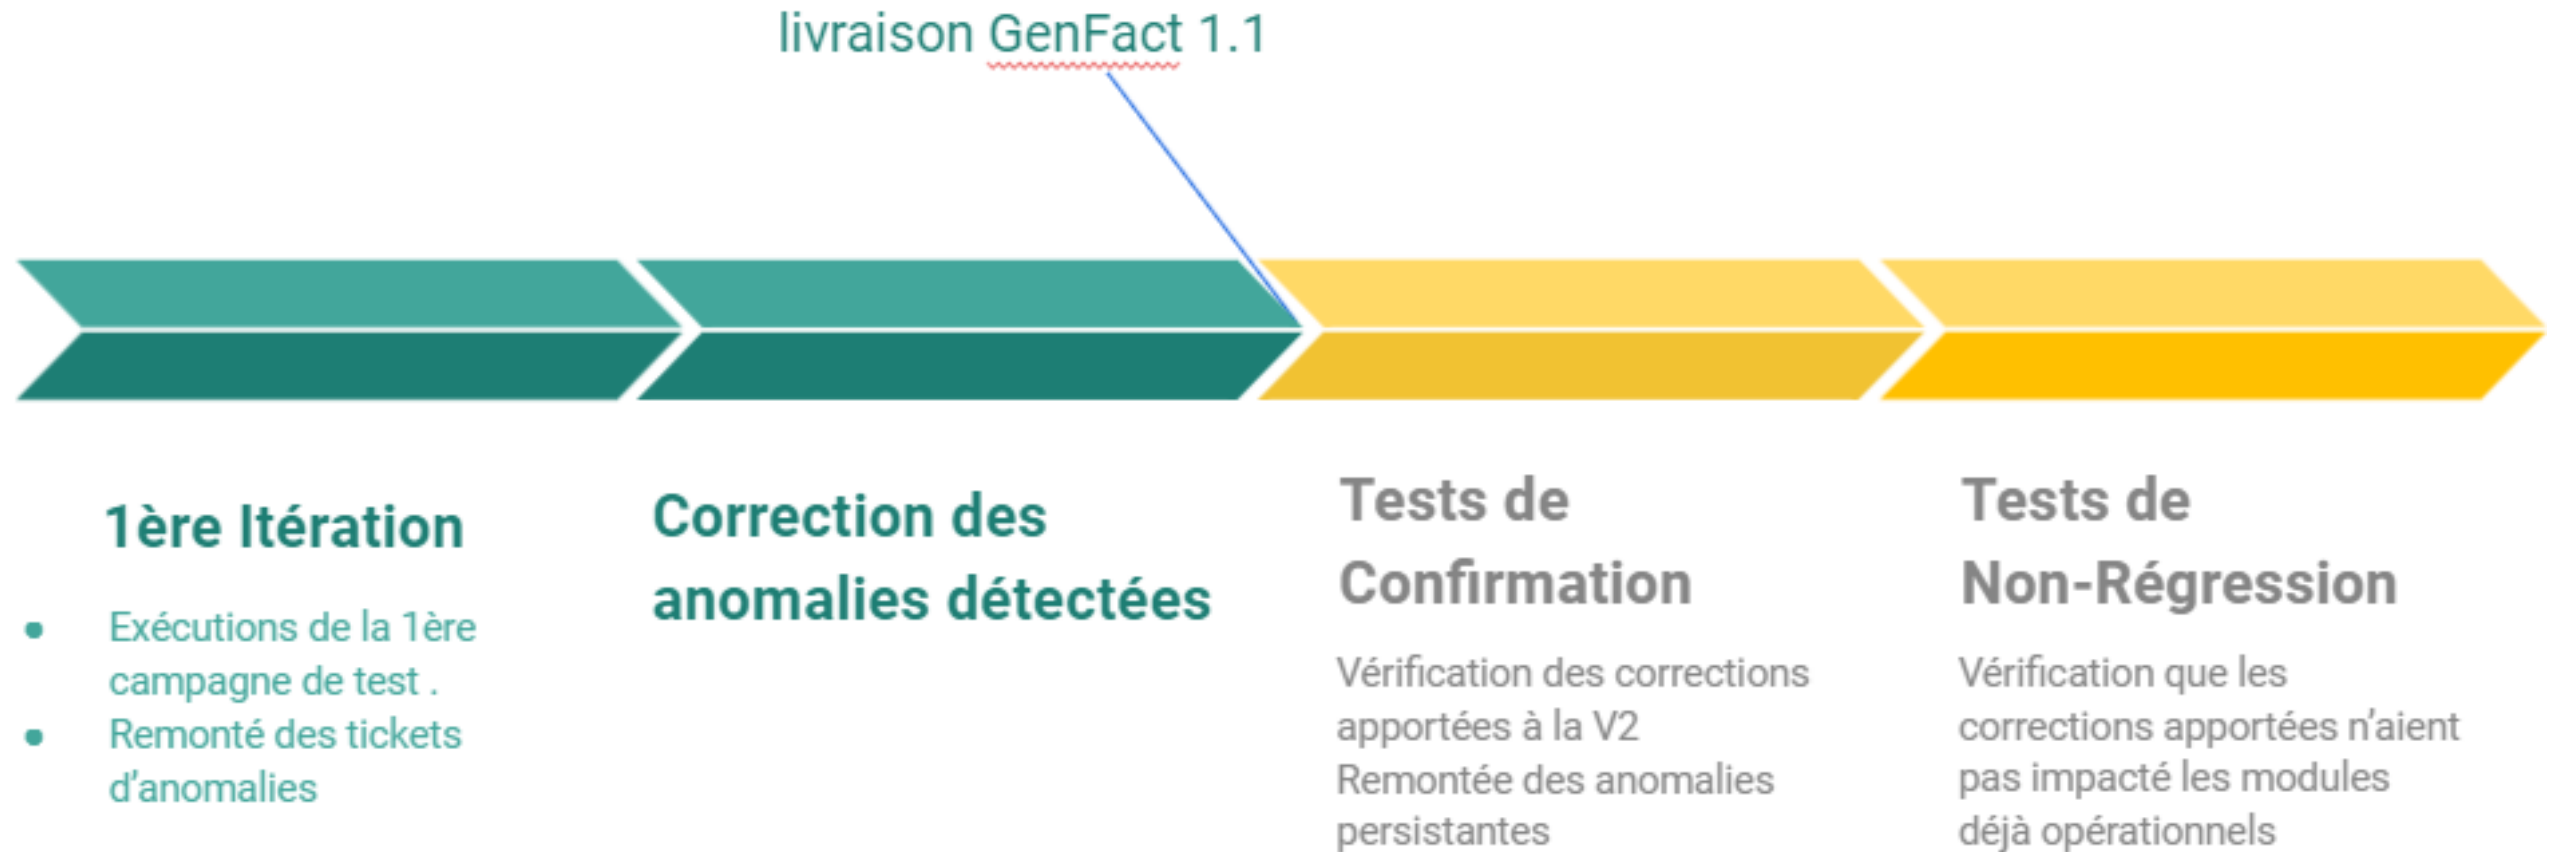 livraison GenFact 1.1
1ère Itération
Exécutions de la 1ère
campagne de test .
Remonté des tickets
d'anomalies
Correction des
anomalies détectées
Tests de
Confirmation
Vérification des corrections
apportées à la V2
Remontée des anomalies
persistantes
Tests de
Non-Régression
Vérification que les
corrections apportées n'aient
pas impacté les modules
déjà opérationnels